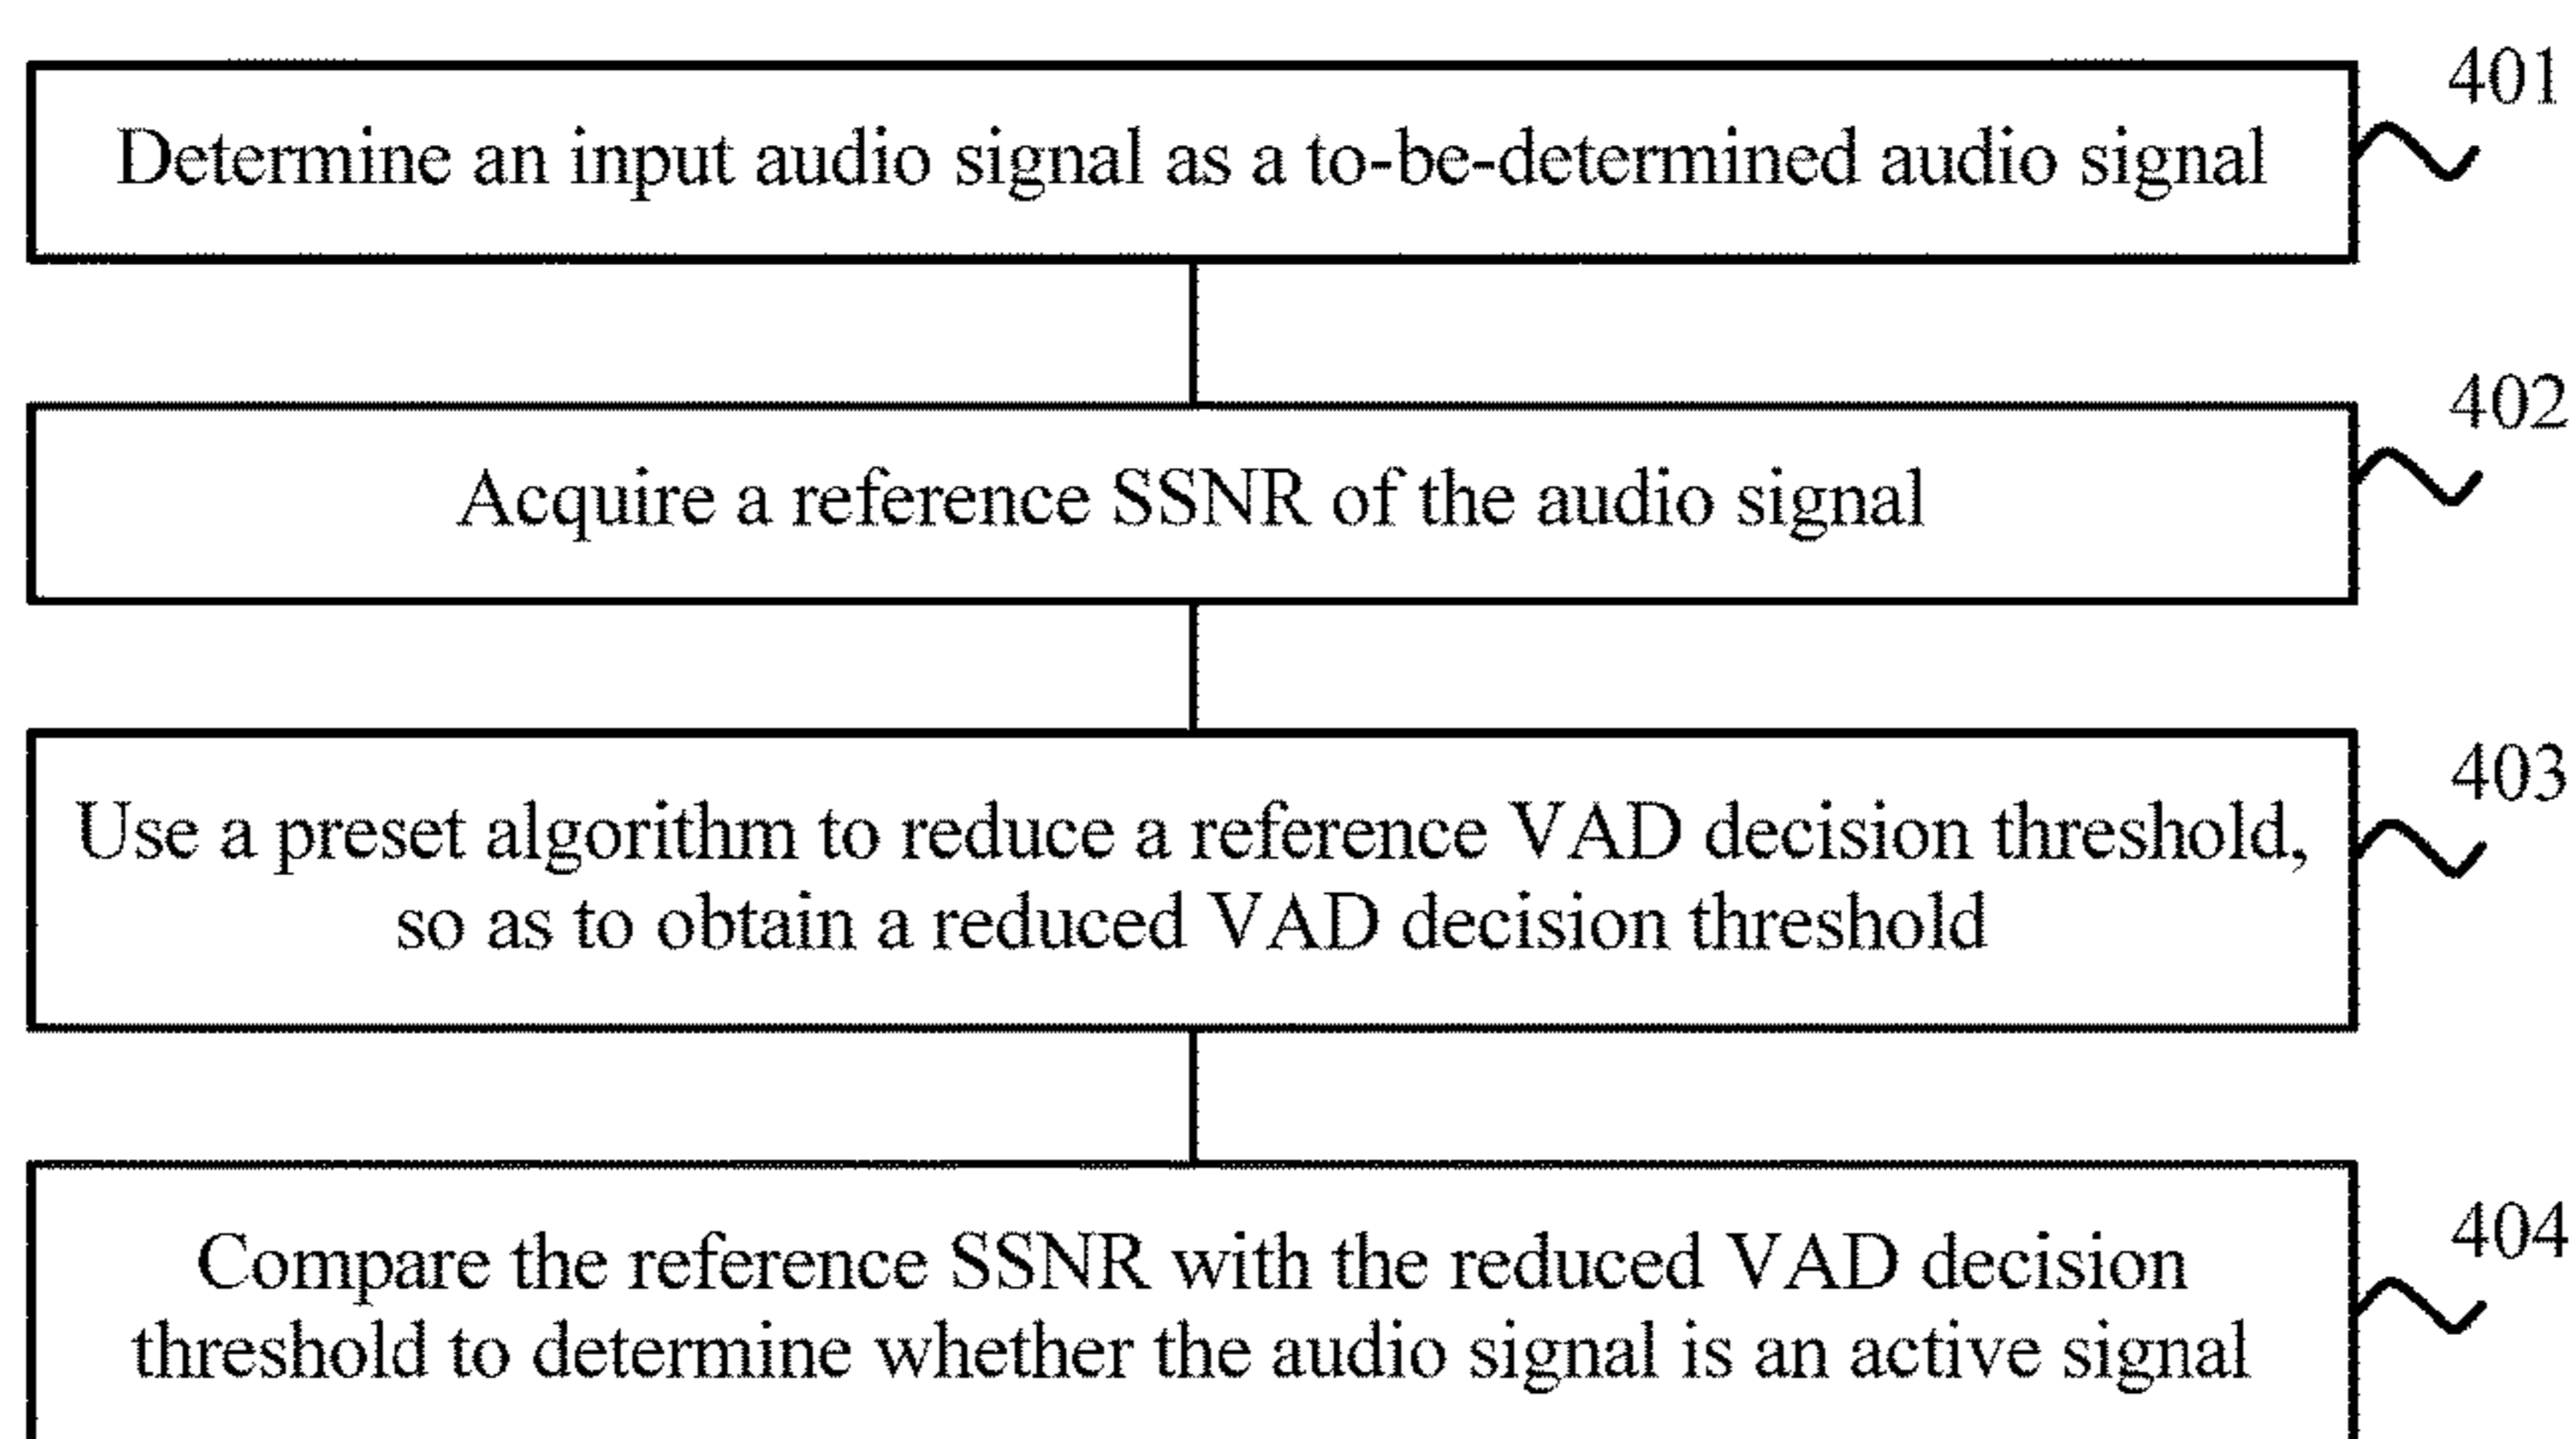 401
Determine an input audio signal as a to-be-determined audio signal
402
Acquire a reference SSNR of the audio signal
403
Use a preset algorithm to reduce a reference VAD decision threshold,
so as to obtain a reduced VAD decision threshold
404
Compare the reference SSNR with the reduced VAD decision
threshold to determine whether the audio signal is an active signal